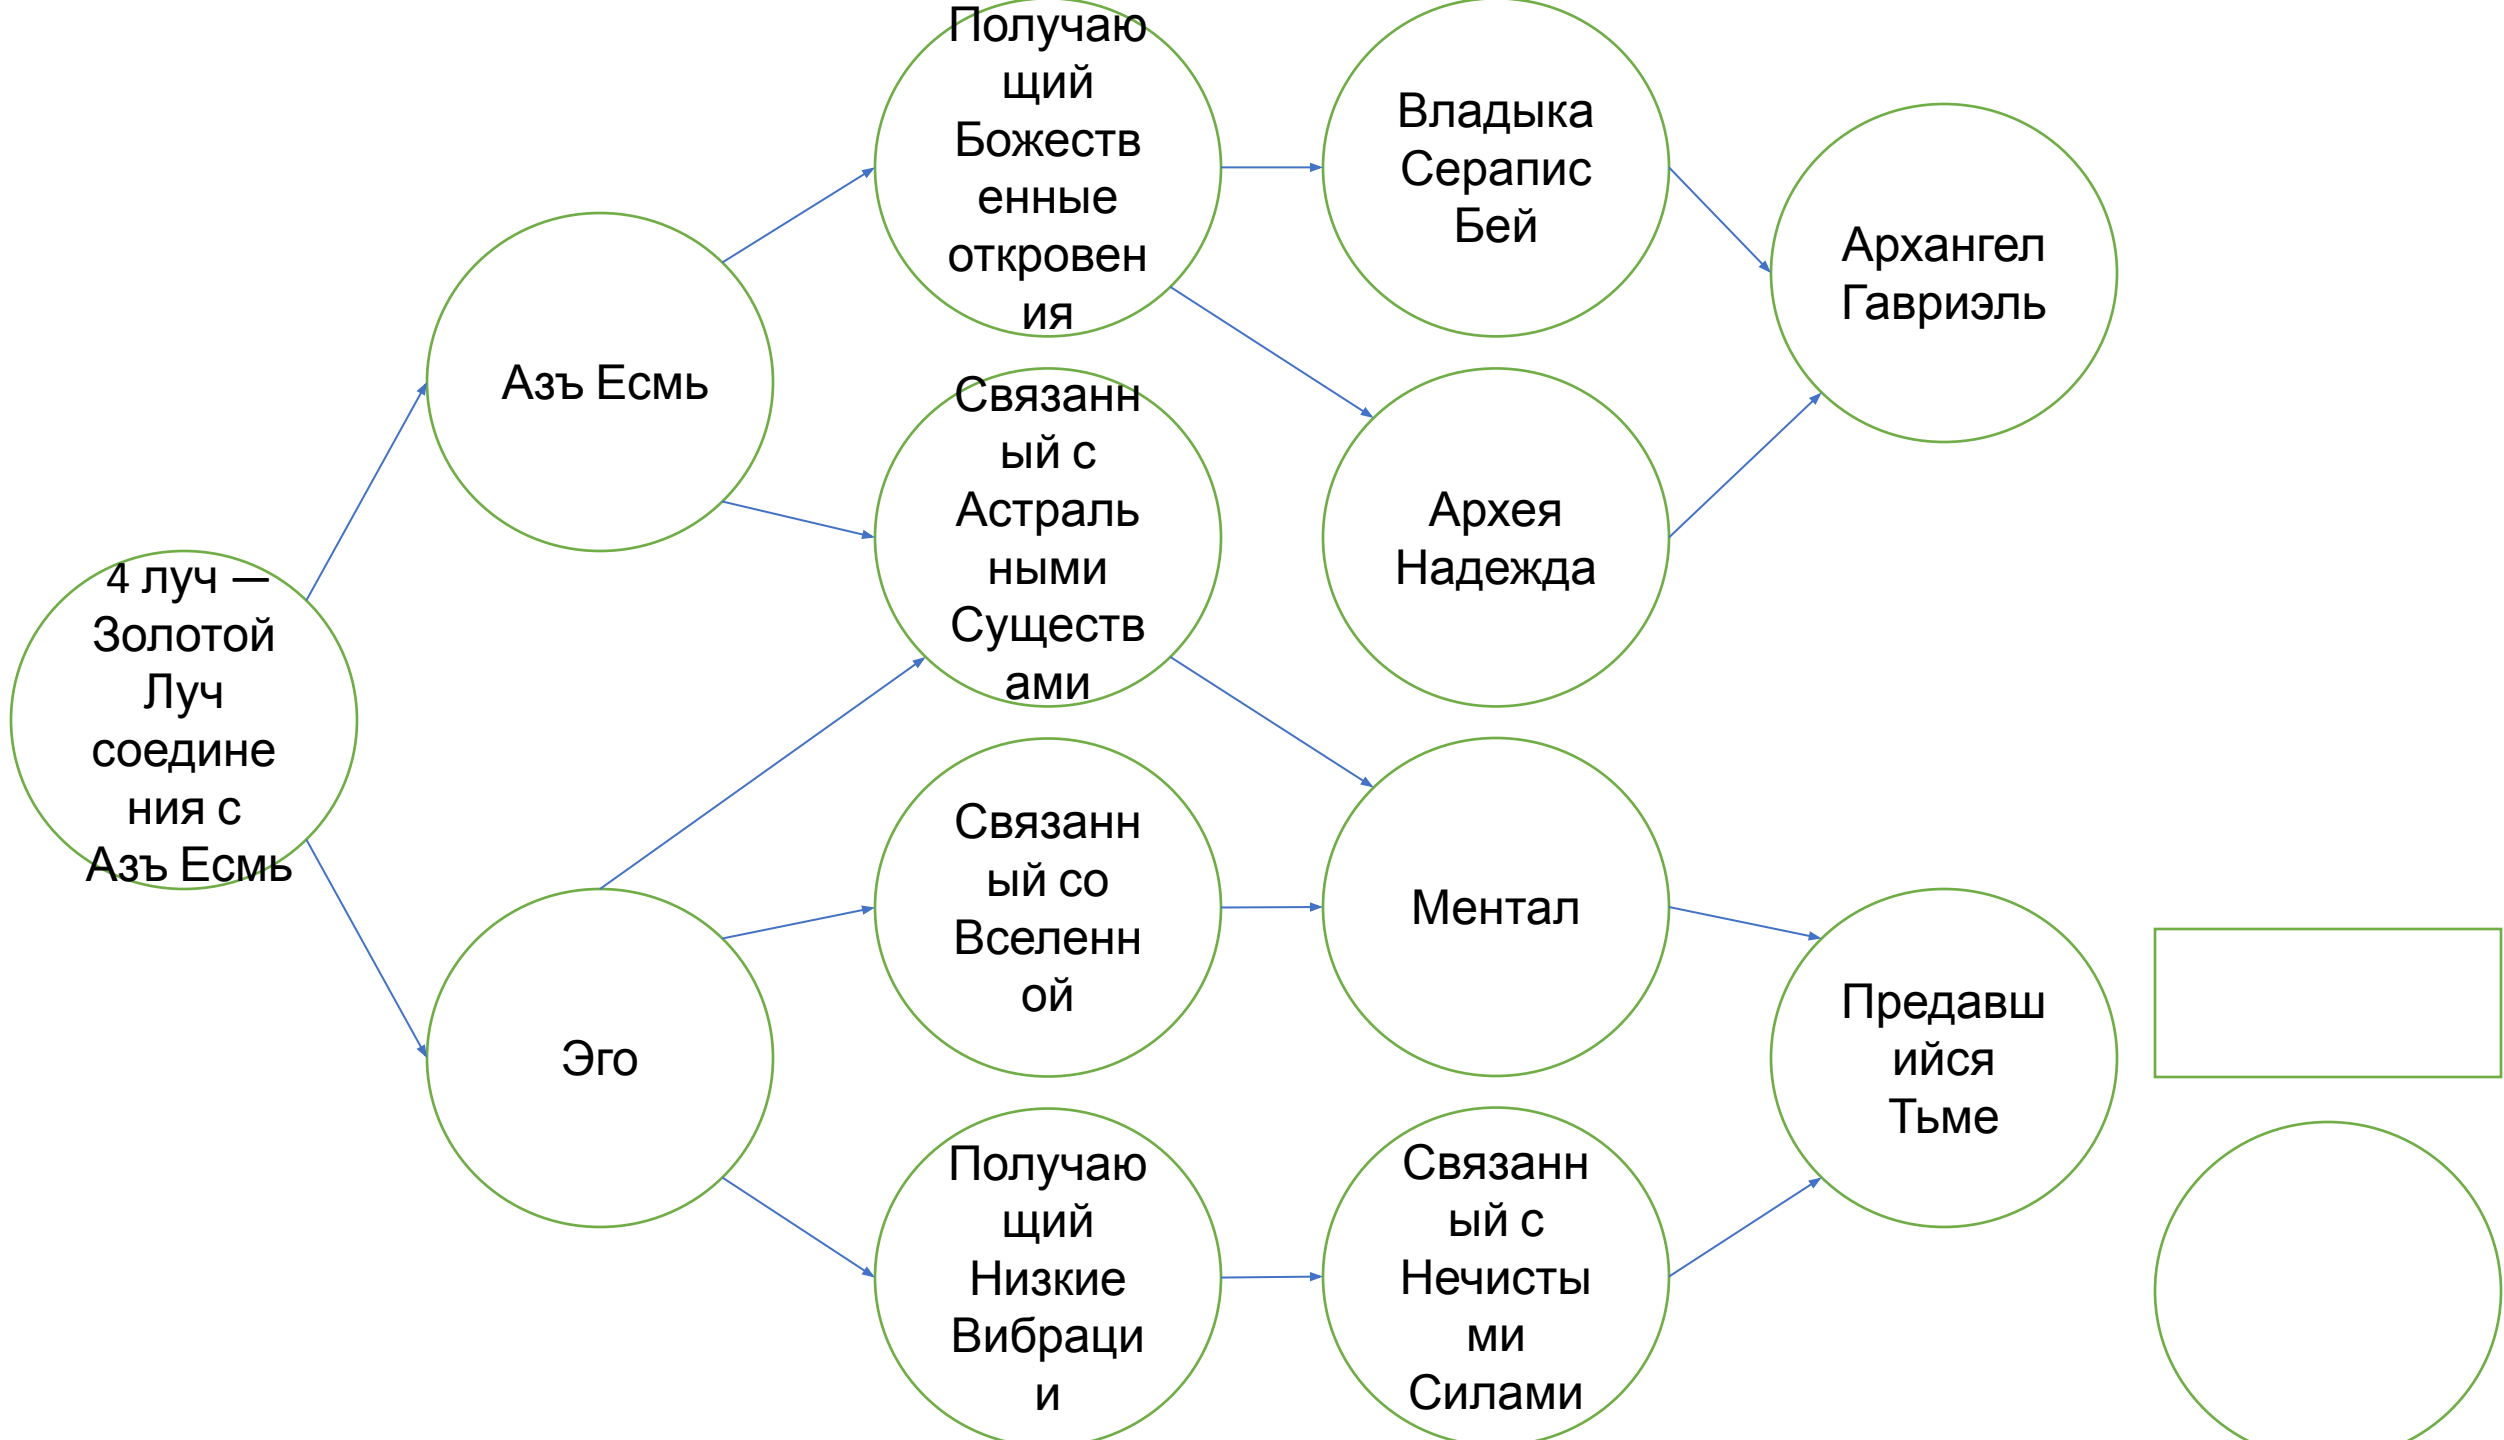 4 луч —
Золотой
Луч
соедине
ния с
Азъ Есмь
Азъ Есмь
Эго
Получаю
щий
Божеств
енные
откровен
ия
Связанн
ый с
Астраль
ными
Существ
ами
Связанн
ый со
Вселенн
ой
Получаю
щий
Низкие
Вибраци
и
Владыка
Серапис
Бей
Архея
Надежда
Ментал
Связанн
ый с
Нечисты
ми
Силами
Архангел
Гавриэль
Предавш
ийся
Тьме